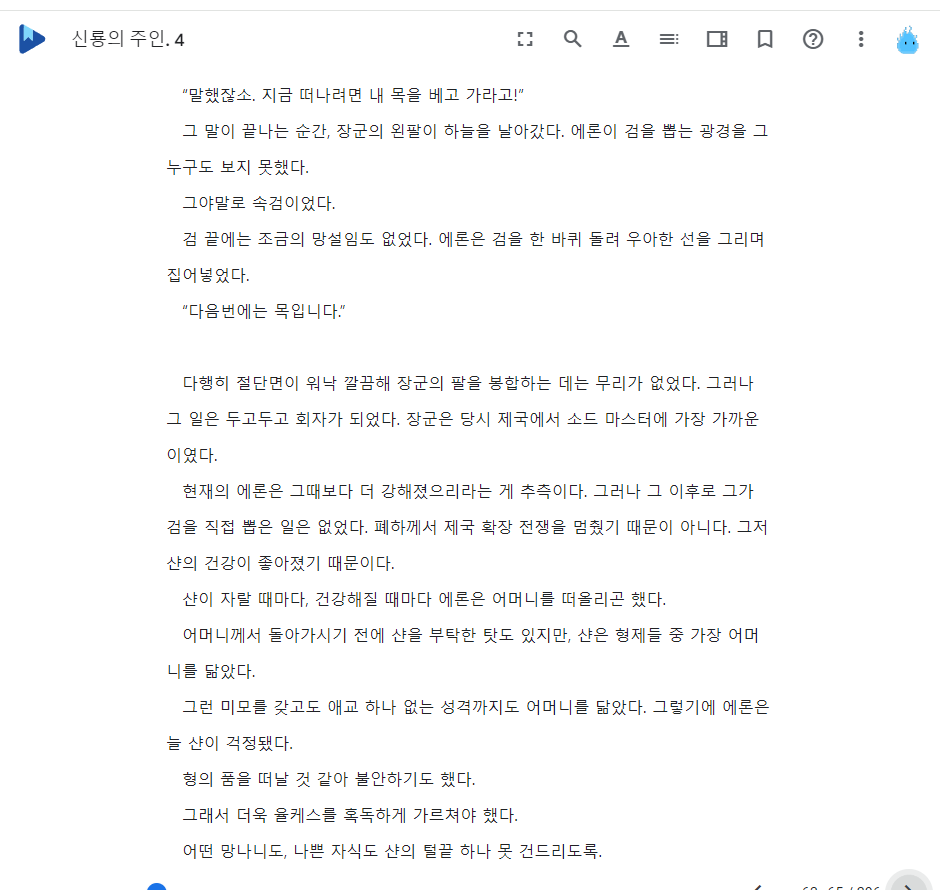 신룡의 주인. 4
“말했잖소. 지금 떠나려면 내 목을 베고 가라고!”
그 말이 끝나는 순간, 장군의 왼팔이 하늘을 날아갔다. 에론이 검을 뽑는 광경을 그
누구도 보지 못했다.
그야말로 속검이었다.
검 끝에는 조금의 망설임도 없었다. 에론은 검을 한 바퀴 돌려 우아한 선을 그리며
집어넣었다.
“다음번에는 목입니다.”
다행히 절단면이 워낙 깔끔해 장군의 팔을 봉합하는 데는 무리가 없었다. 그러나
그 일은 두고두고 회자가 되었다. 장군은 당시 제국에서 소드 마스터에 가장 가까운
이였다.
현재의 에론은 그때보다 더 강해졌으리라는 게 추측이다. 그러나 그 이후로 그가
검을 직접 뽑은 일은 없었다. 폐하께서 제국 확장 전쟁을 멈췄기 때문이 아니다. 그저
샨의 건강이 좋아졌기 때문이다.
샨이 자랄 때마다, 건강해질 때마다 에론은 어머니를 떠올리곤 했다.
어머니께서 돌아가시기 전에 샨을 부탁한 탓도 있지만, 샨은 형제들 중 가장 어머
니를 닮았다.
그런 미모를 갖고도 애교 하나 없는 성격까지도 어머니를 닮았다. 그렇기에 에론은
늘 샨이 걱정됐다.
형의 품을 떠날 것 같아 불안하기도 했다.
그래서 더욱 율케스를 혹독하게 가르쳐야 했다.
어떤 망나니도, 나쁜 자식도 샨의 털끝 하나 못 건드리도록.